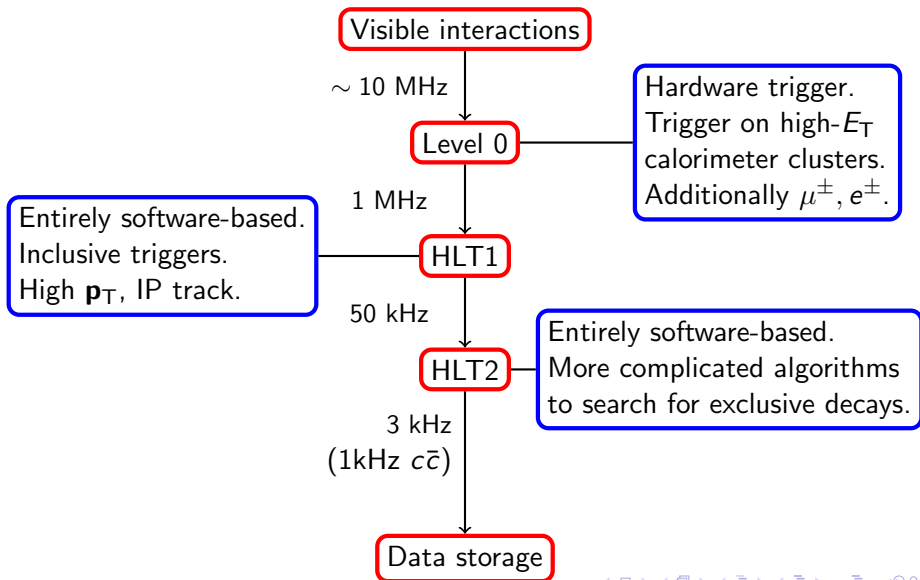 Visible interactions
∼ 10 MHz
Hardware trigger.
Trigger on high-E_T
calorimeter clusters.
Additionally μ±, e±.
Level 0
1 MHz
Entirely software-based.
Inclusive triggers.
High p_T, IP track.
HLT1
50 kHz
Entirely software-based.
More complicated algorithms
to search for exclusive decays.
HLT2
3 kHz
(1kHz cc̄)
Data storage